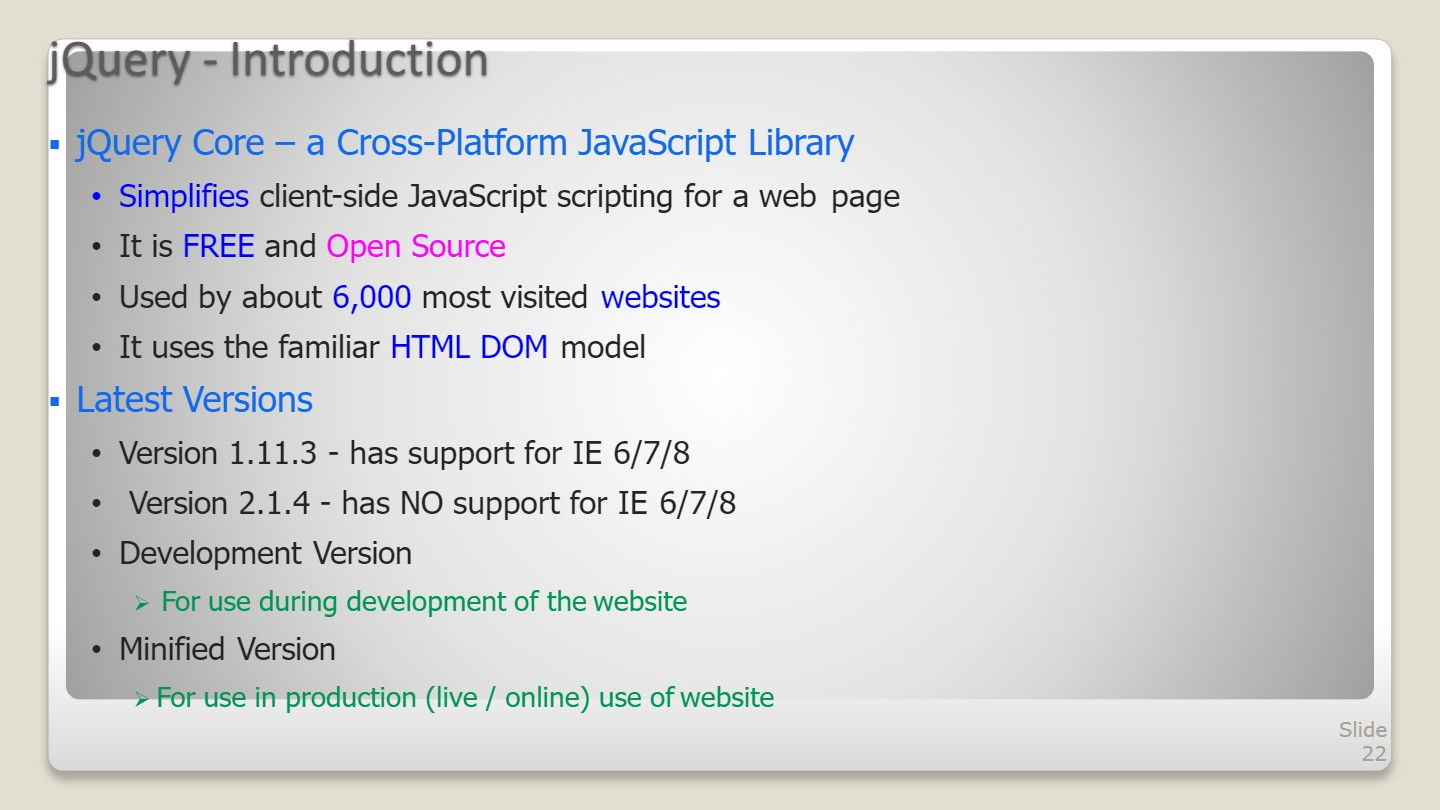 jQuery - Introduction
▪ jQuery Core – a Cross-Platform JavaScript Library
• Simplifies client-side JavaScript scripting for a web page
• It is FREE and Open Source
• Used by about 6,000 most visited websites
• It uses the familiar HTML DOM model
▪ Latest Versions
• Version 1.11.3 - has support for IE 6/7/8
• Version 2.1.4 - has NO support for IE 6/7/8
• Development Version
➢ For use during development of the website
• Minified Version
➢ For use in production (live / online) use of website
Slide
22